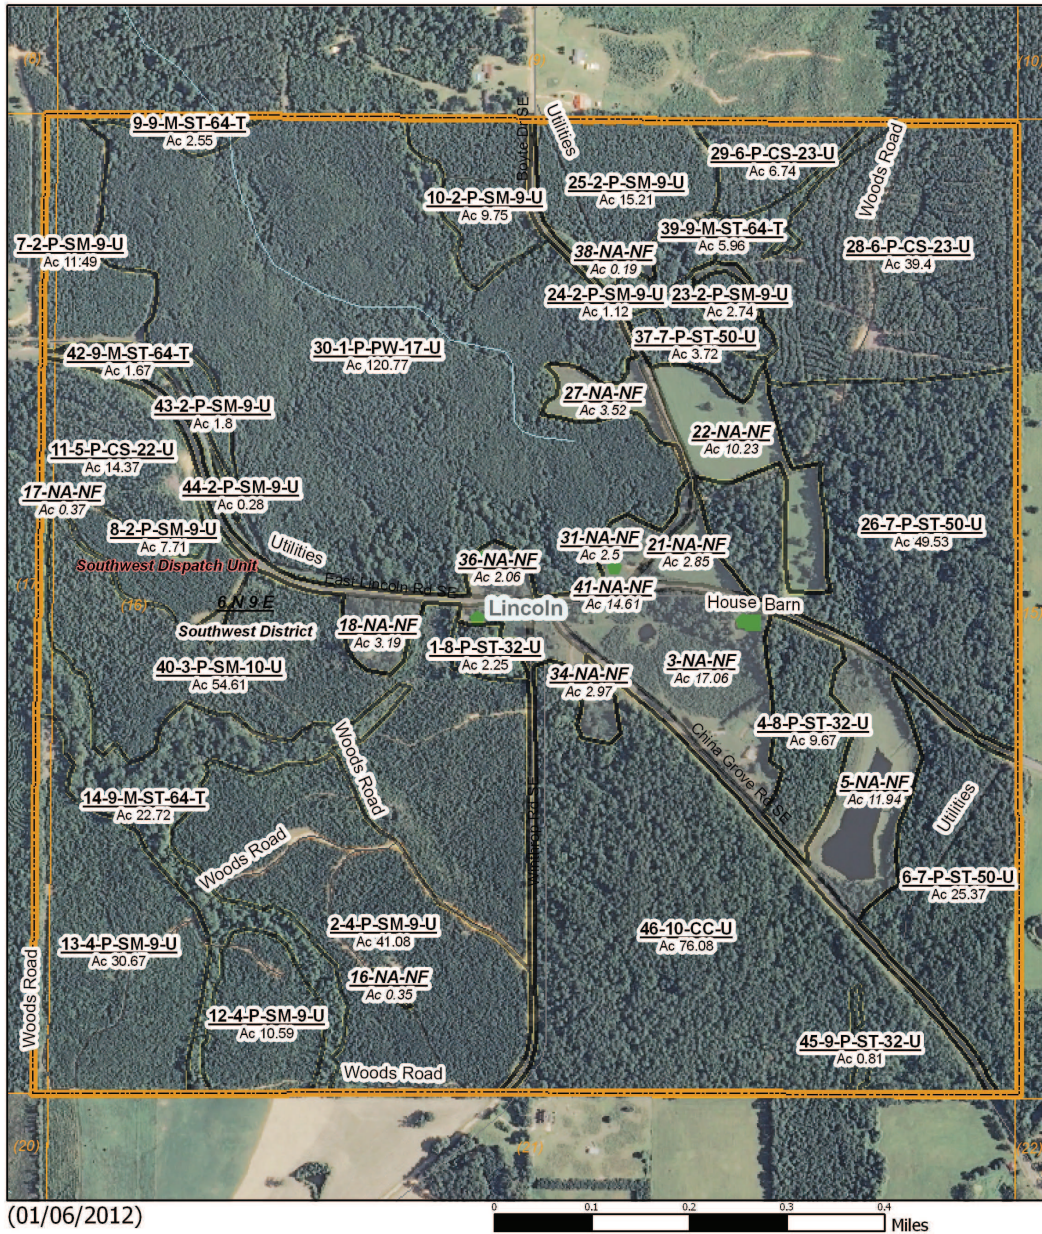 (8)
(9)
(10)
9-9-M-ST-64-T
Ac 2.55
Boyte Dr SE
Utilities
Woods Road
29-6-P-CS-23-U
Ac 6.74
25-2-P-SM-9-U
Ac 15.21
10-2-P-SM-9-U
Ac 9.75
39-9-M-ST-64-T
Ac 5.96
7-2-P-SM-9-U
Ac 11.49
28-6-P-CS-23-U
Ac 39.4
38-NA-NF
Ac 0.19
24-2-P-SM-9-U
Ac 1.12
23-2-P-SM-9-U
Ac 2.74
37-7-P-ST-50-U
Ac 3.72
42-9-M-ST-64-T
Ac 1.67
30-1-P-PW-17-U
Ac 120.77
27-NA-NF
Ac 3.52
43-2-P-SM-9-U
Ac 1.8
22-NA-NF
Ac 10.23
11-5-P-CS-22-U
Ac 14.37
17-NA-NF
Ac 0.37
44-2-P-SM-9-U
Ac 0.28
8-2-P-SM-9-U
Ac 7.71
26-7-P-ST-50-U
Ac 49.53
Utilities
31-NA-NF
Ac 2.5
21-NA-NF
Ac 2.85
36-NA-NF
Ac 2.06
Southwest Dispatch Unit
East Lincoln Rd SE
41-NA-NF
Ac 14.61
(17)
(16)
(15)
6 N 9 E
Lincoln
House
Barn
Southwest District
18-NA-NF
Ac 3.19
1-8-P-ST-32-U
Ac 2.25
40-3-P-SM-10-U
Ac 54.61
34-NA-NF
Ac 2.97
3-NA-NF
Ac 17.06
4-8-P-ST-32-U
Ac 9.67
Woods Road
China Grove Rd SE
5-NA-NF
Ac 11.94
Utilities
14-9-M-ST-64-T
Ac 22.72
Woods Road
6-7-P-ST-50-U
Ac 25.37
2-4-P-SM-9-U
Ac 41.08
46-10-CC-U
Ac 76.08
13-4-P-SM-9-U
Ac 30.67
Woods Road
16-NA-NF
Ac 0.35
12-4-P-SM-9-U
Ac 10.59
45-9-P-ST-32-U
Ac 0.81
Woods Road
(20)
(21)
(22)
(01/06/2012)
0 0.1 0.2 0.3 0.4
Miles